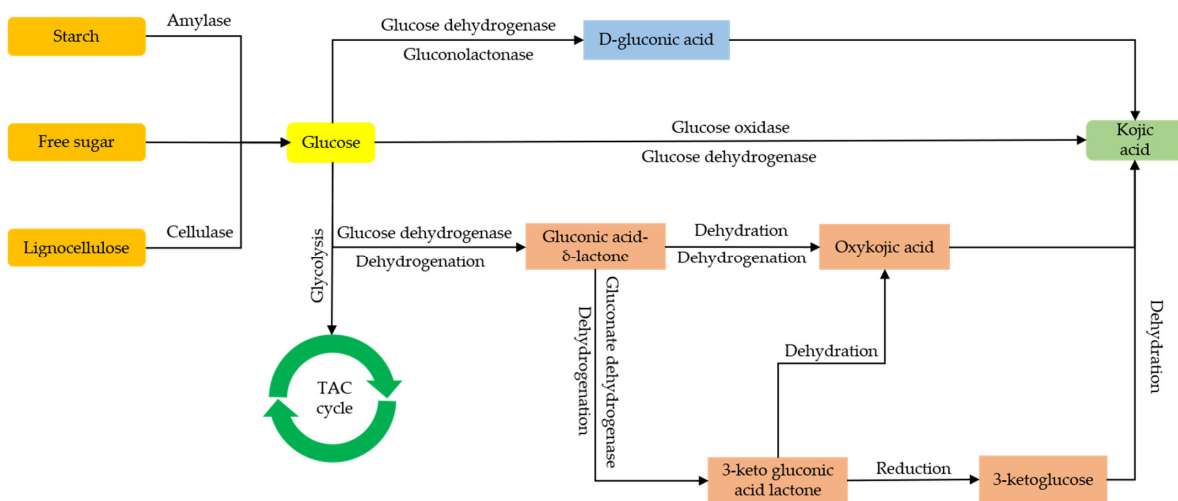 Amylase
Starch
Glucose dehydrogenase
Gluconolactonase
D-gluconic acid
Free sugar
Glucose
Glucose oxidase
Glucose dehydrogenase
Kojic
acid
Lignocellulose
Cellulase
Glycolysis
Glucose dehydrogenase
Dehydrogenation
Gluconic acid-
δ-lactone
Dehydration
Dehydrogenation
Oxykojic acid
Gluconate dehydrogenase
Dehydrogenation
Dehydration
Dehydration
TAC
cycle
3-keto gluconic
acid lactone
Reduction
3-ketoglucose